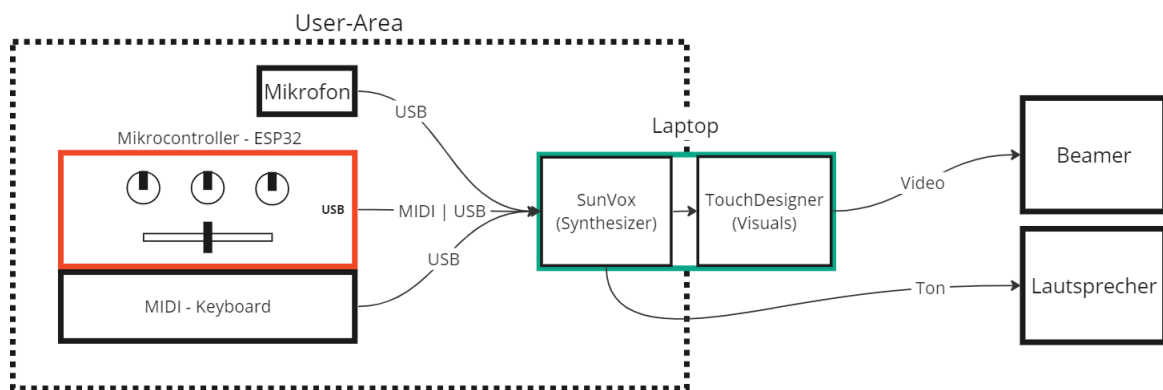 User-Area
Mikrofon
USB
Mikrocontroller - ESP32
USB
MIDI | USB
USB
MIDI - Keyboard
Laptop
SunVox
(Synthesizer)
TouchDesigner
(Visuals)
Video
Ton
Beamer
Lautsprecher